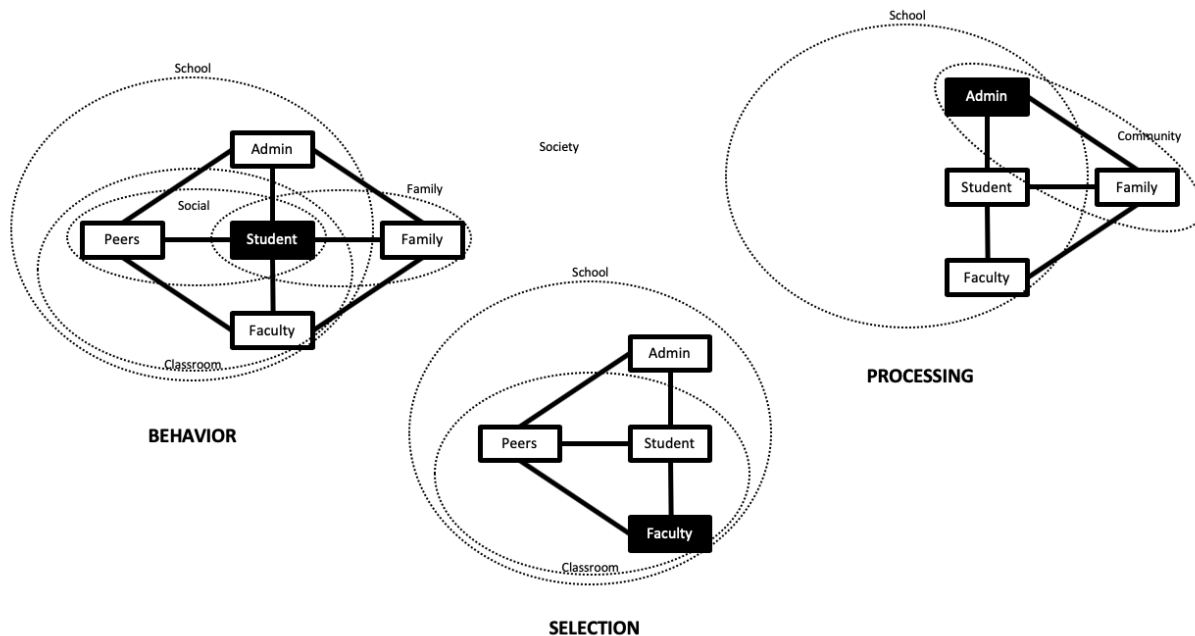 School
Admin
Social
Family
Peers
Student
Family
Faculty
Classroom
BEHAVIOR
Society
School
Admin
Peers
Student
Faculty
Classroom
SELECTION
School
Admin
Community
Student
Family
Faculty
PROCESSING